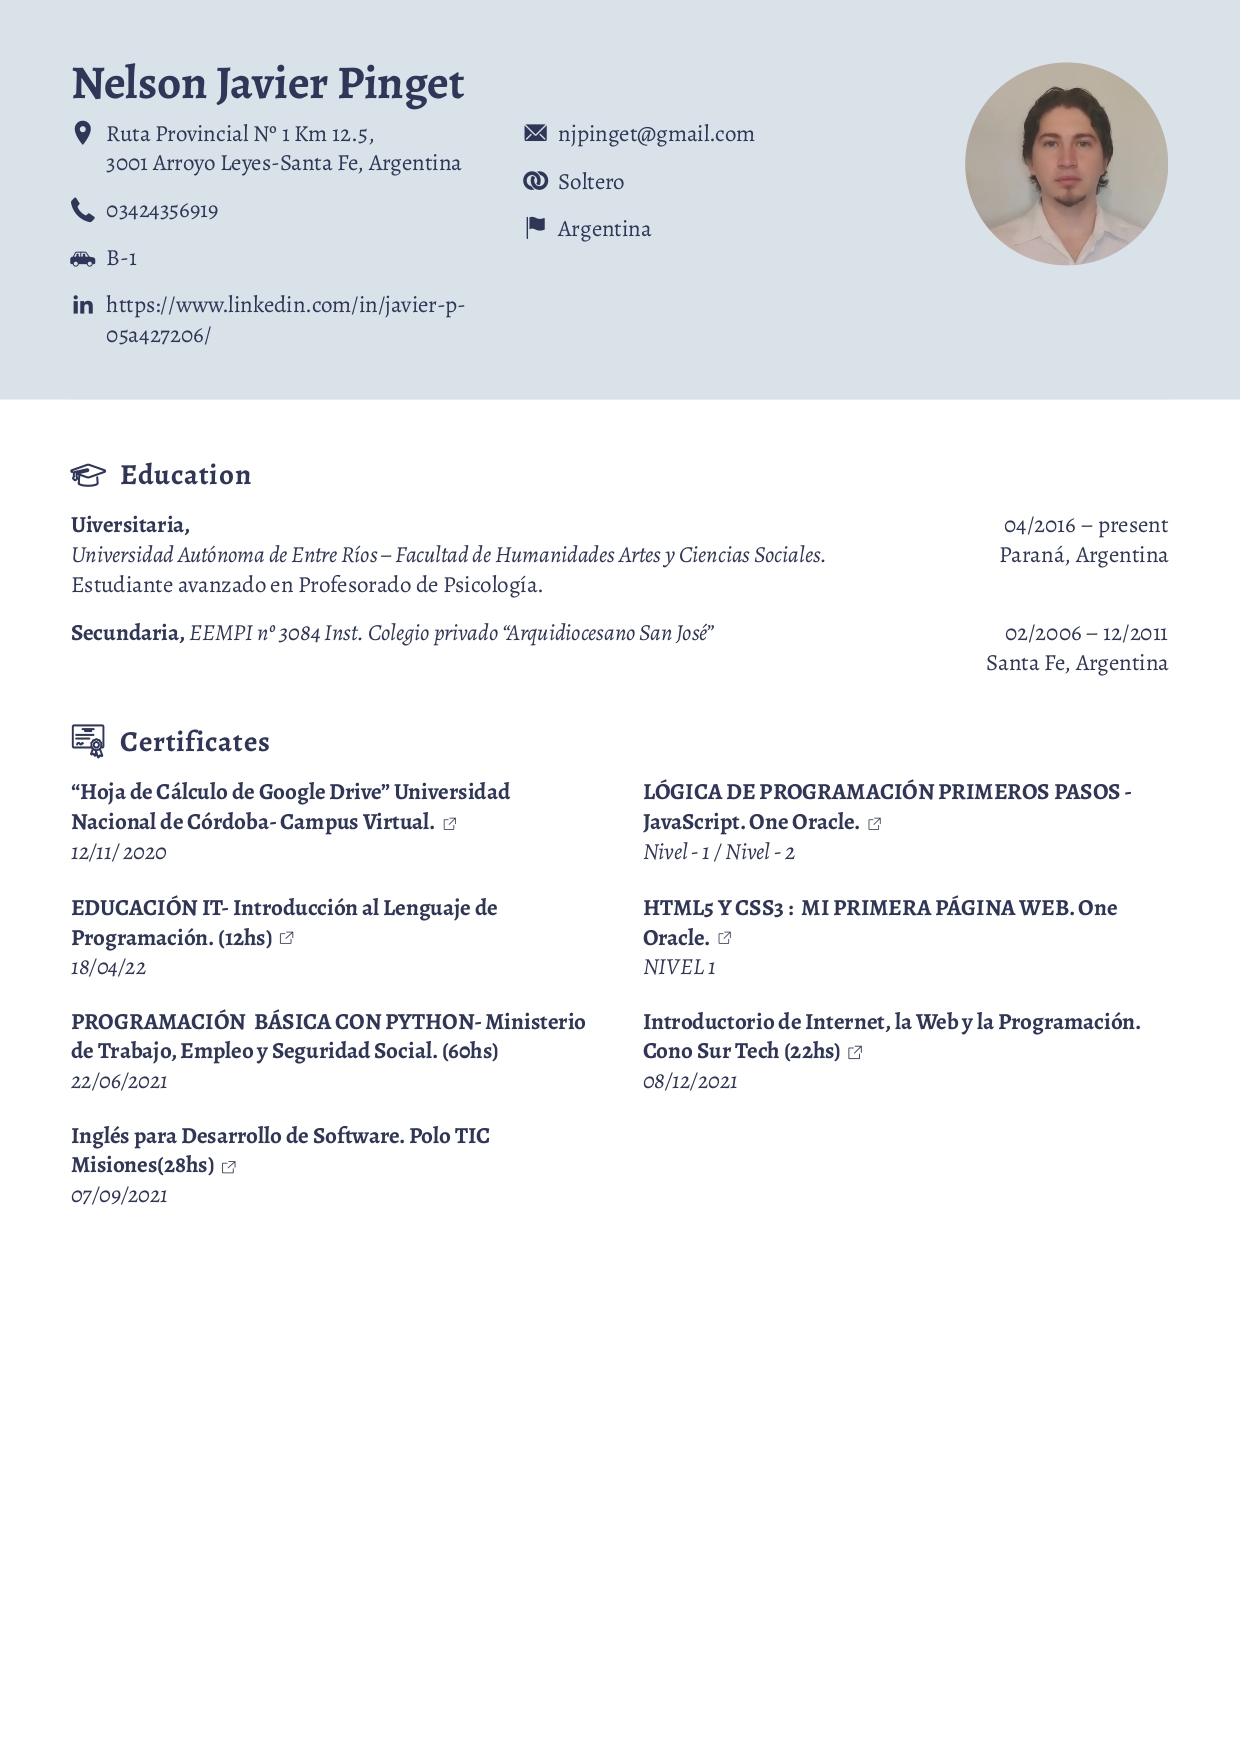 Nelson Javier Pinget
Ruta Provincial Nº 1 Km 12.5,
3001 Arroyo Leyes-Santa Fe, Argentina
03424356919
B-1
https://www.linkedin.com/in/javier-p-
05a427206/
njpinget@gmail.com
Soltero
Argentina
Education
Uiversitaria,
04/2016 – present
Universidad Autónoma de Entre Ríos – Facultad de Humanidades Artes y Ciencias Sociales.
Paraná, Argentina
Estudiante avanzado en Profesorado de Psicología.
Secundaria, EEMPI nº 3084 Inst. Colegio privado “Arquidiocesano San José”
02/2006 – 12/2011
Santa Fe, Argentina
Certificates
“Hoja de Cálculo de Google Drive” Universidad
Nacional de Córdoba- Campus Virtual.
12/11/ 2020
LÓGICA DE PROGRAMACIÓN PRIMEROS PASOS -
JavaScript. One Oracle.
Nivel - 1 / Nivel - 2
EDUCACIÓN IT- Introducción al Lenguaje de
Programación. (12hs)
18/04/22
HTML5 Y CSS3 :  MI PRIMERA PÁGINA WEB. One
Oracle.
NIVEL 1
PROGRAMACIÓN  BÁSICA CON PYTHON- Ministerio
de Trabajo, Empleo y Seguridad Social. (60hs)
22/06/2021
Introductorio de Internet, la Web y la Programación.
Cono Sur Tech (22hs)
08/12/2021
Inglés para Desarrollo de Software. Polo TIC
Misiones(28hs)
07/09/2021